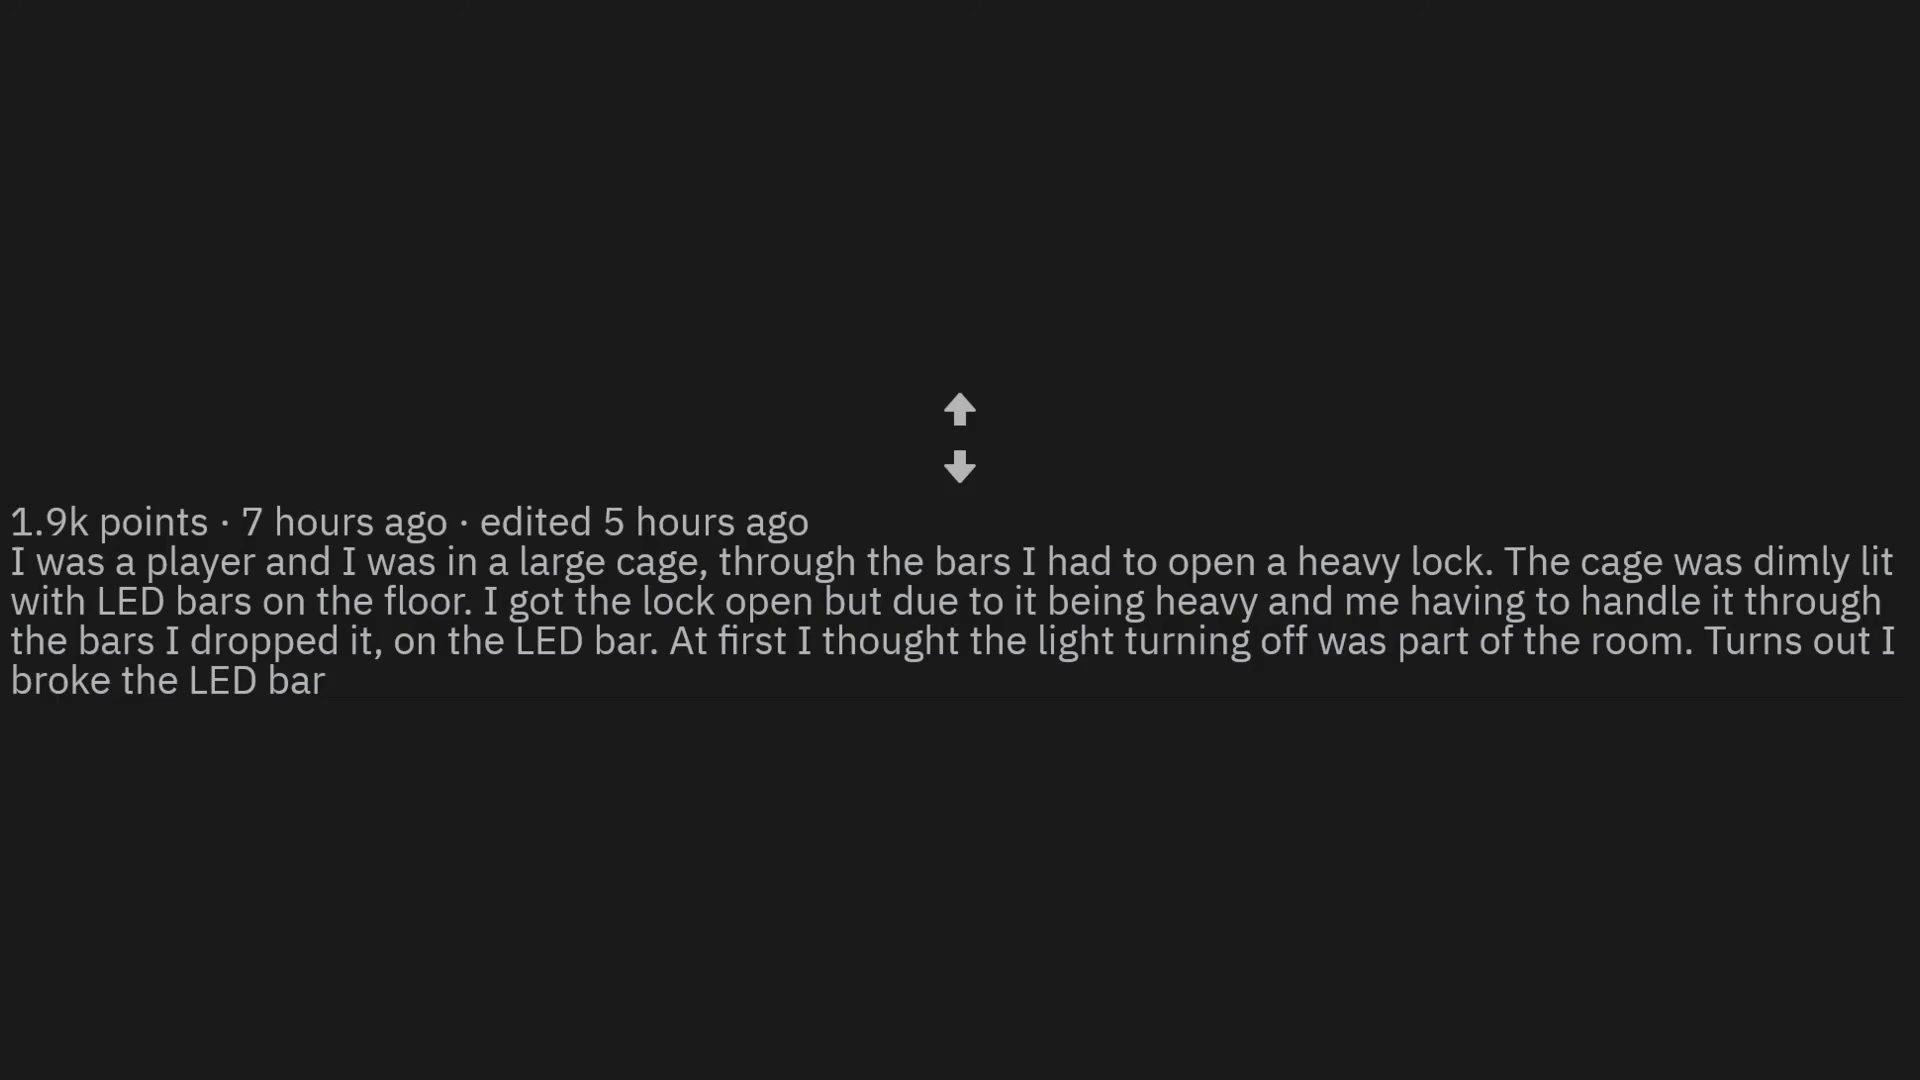 1.9k points · 7 hours ago · edited 5 hours ago
I was a player and I was in a large cage, through the bars I had to open a heavy lock. The cage was dimly lit
with LED bars on the floor. I got the lock open but due to it being heavy and me having to handle it through
the bars I dropped it, on the LED bar. At first I thought the light turning off was part of the room. Turns out I
broke the LED bar